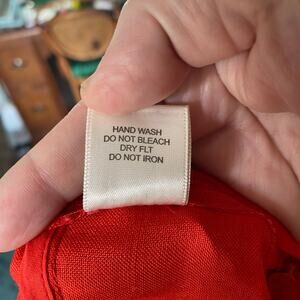 HAND WASH
DO NOT BLEACH
DRY FLT
DO NOT IRON